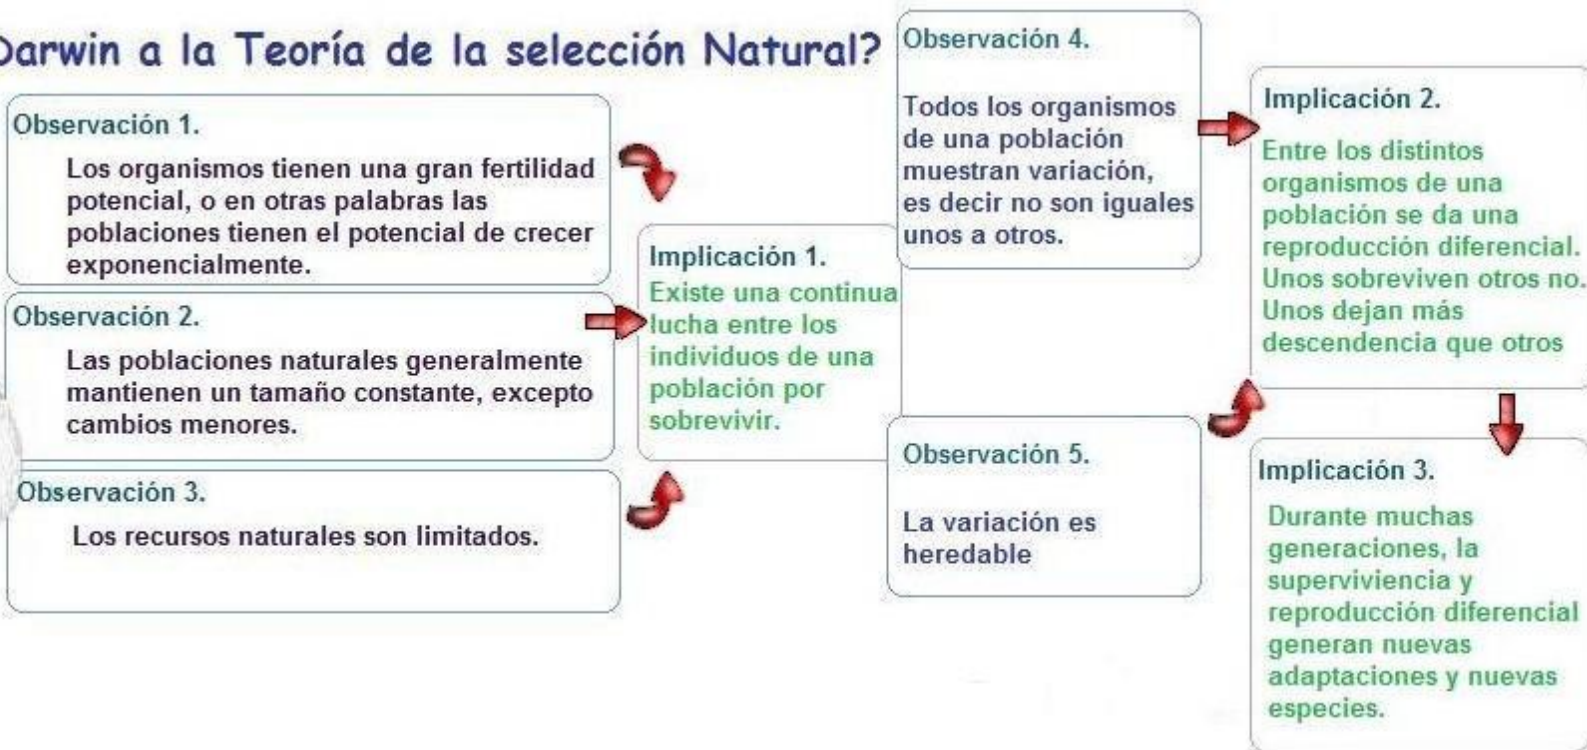 Darwin a la Teoría de la selección Natural?
Observación 1.
Los organismos tienen una gran fertilidad
potencial, o en otras palabras las
poblaciones tienen el potencial de crecer
exponencialmente.
Observación 2.
Las poblaciones naturales generalmente
mantienen un tamaño constante, excepto
cambios menores.
Observación 3.
Los recursos naturales son limitados.
Implicación 1.
Existe una continua
lucha entre los
individuos de una
población por
sobrevivir.
Observación 4.
Todos los organismos
de una población
muestran variación,
es decir no son iguales
unos a otros.
Observación 5.
La variación es
heredable
Implicación 2.
Entre los distintos
organismos de una
población se da una
reproducción diferencial.
Unos sobreviven otros no.
Unos dejan más
descendencia que otros
Implicación 3.
Durante muchas
generaciones, la
superviviencia y
reproducción diferencial
generan nuevas
adaptaciones y nuevas
especies.